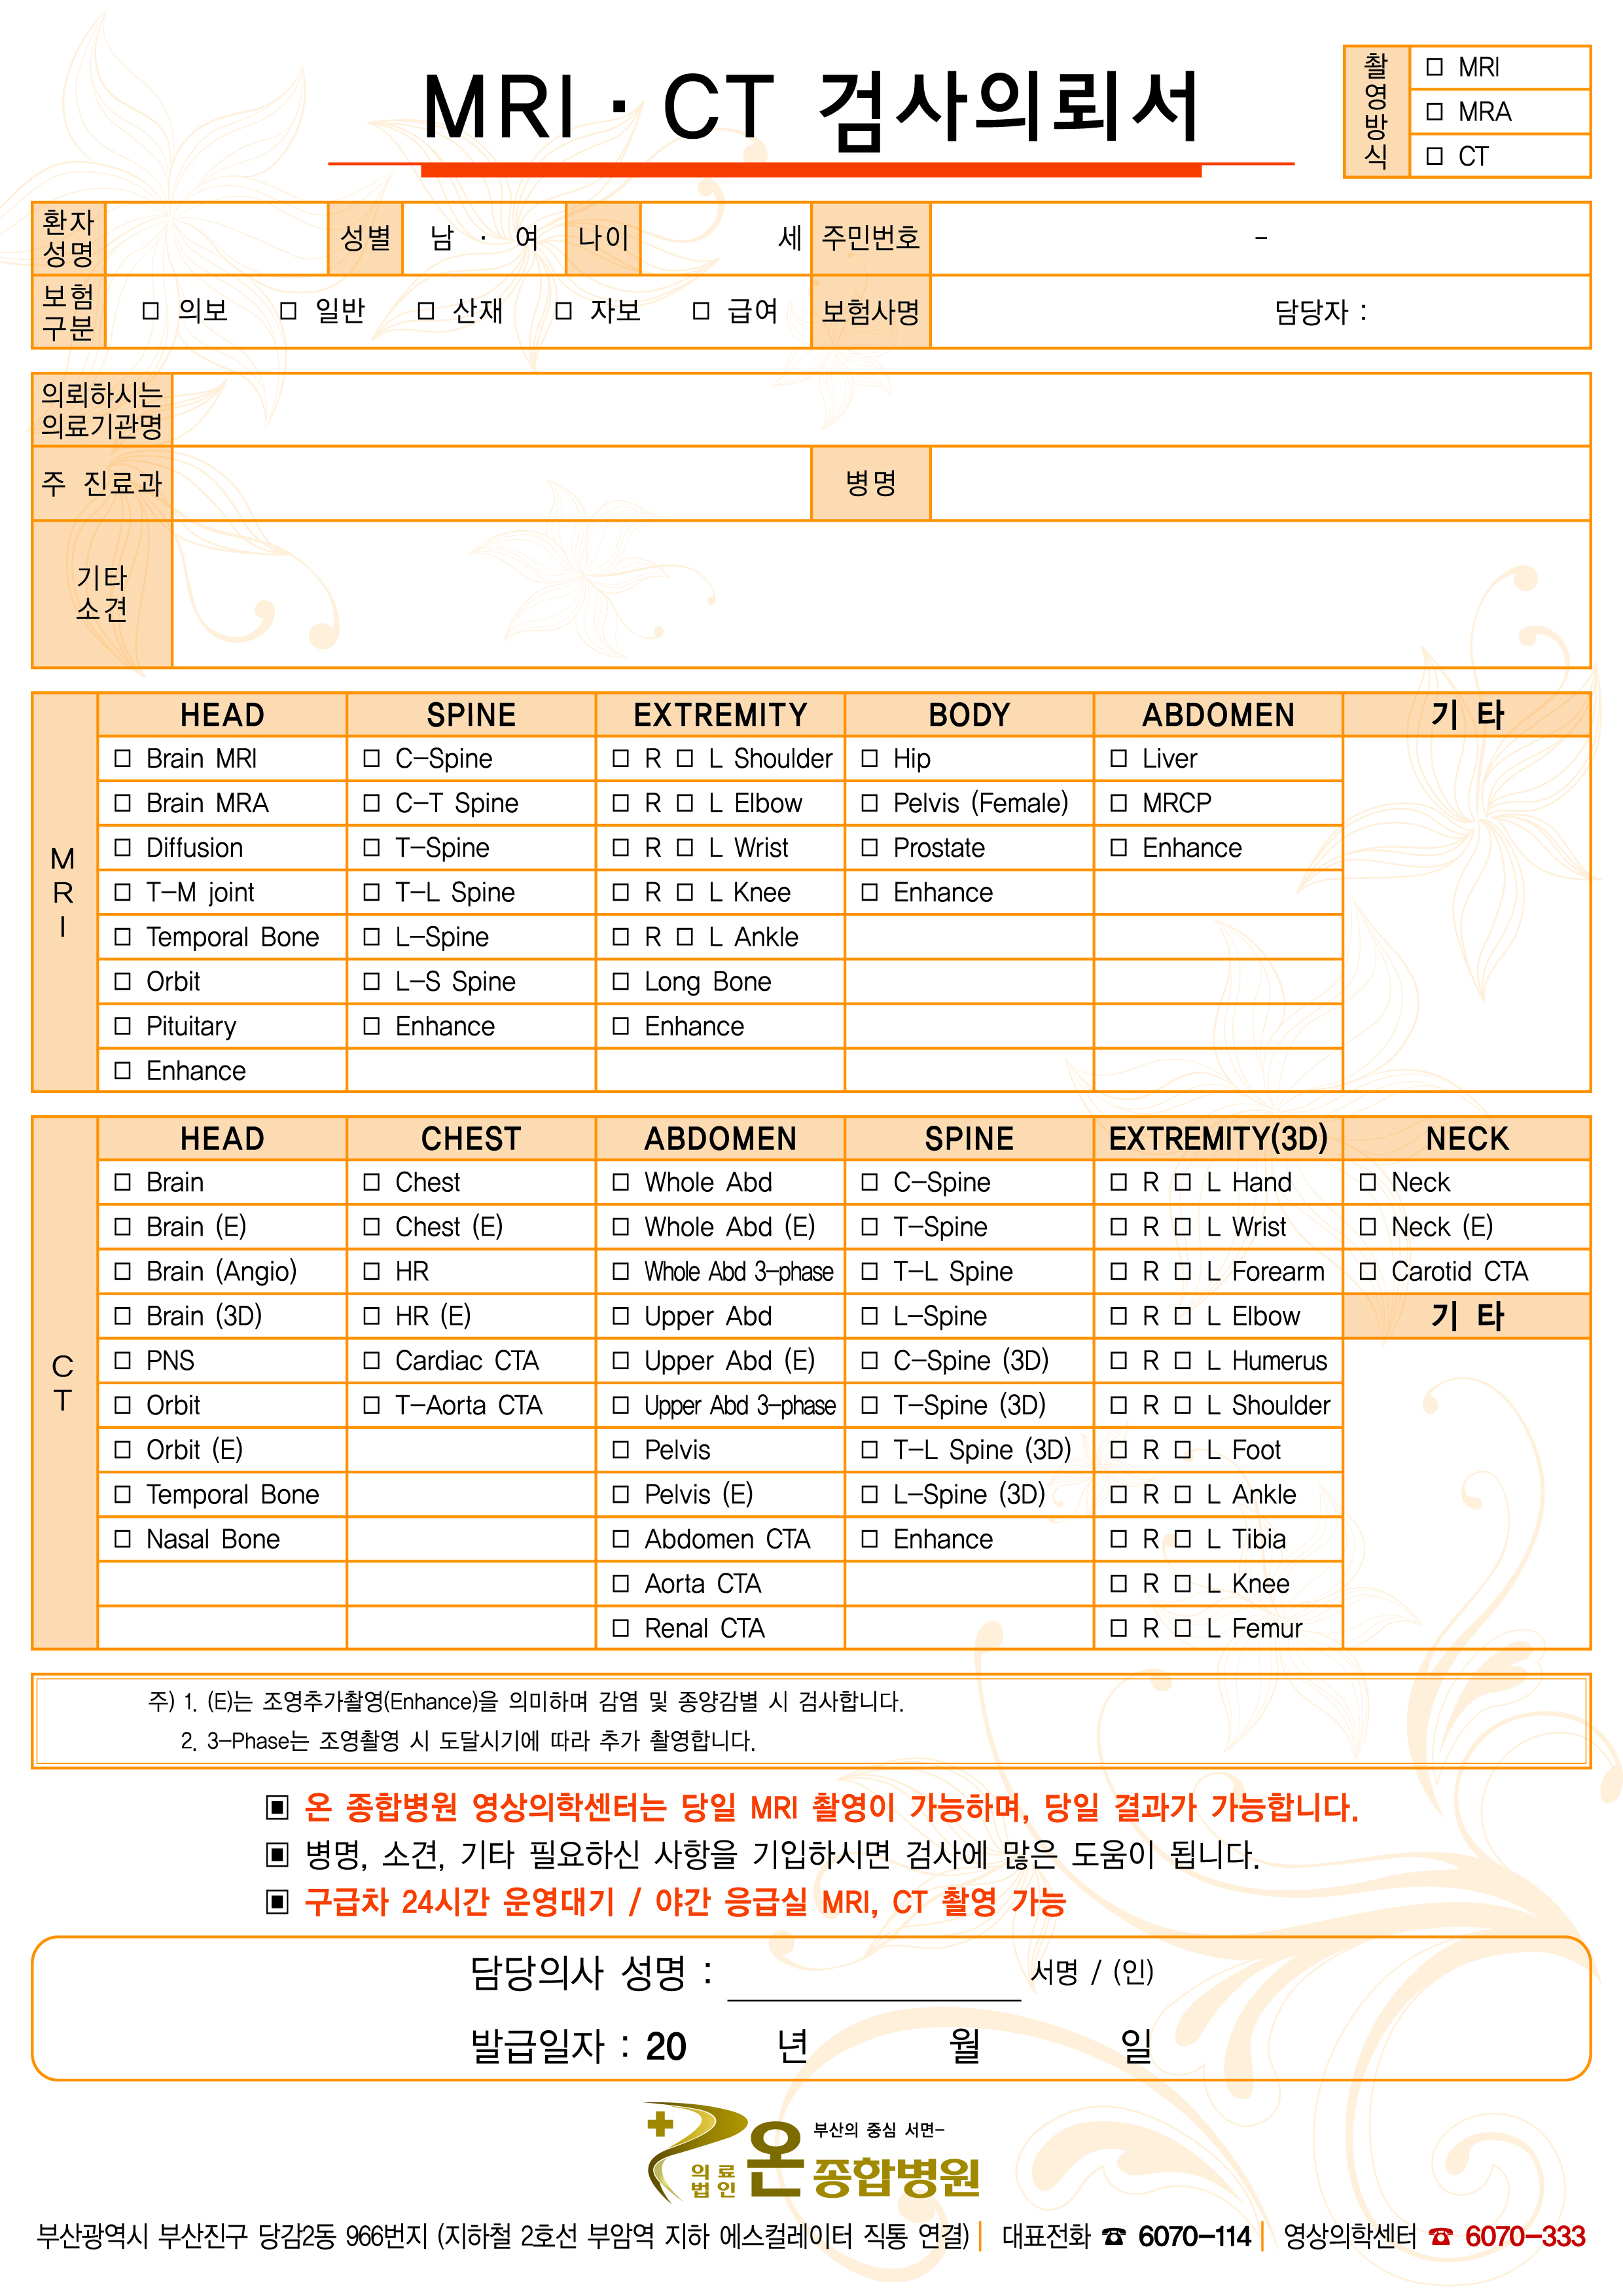 MRI · CT 검사의뢰서
촬영방식
□ MRI
□ MRA
□ CT
환자성명 성별 남 · 여 나이 세 주민번호 -
보험구분 □ 의보 □ 일반 □ 산재 □ 자보 □ 급여 보험사명 담당자 :
의뢰하시는
의료기관명
주 진료과 병명
기타
소견
MRI
HEAD SPINE EXTREMITY BODY ABDOMEN 기 타
□ Brain MRI □ C-Spine □ R □ L Shoulder □ Hip □ Liver
□ Brain MRA □ C-T Spine □ R □ L Elbow □ Pelvis (Female) □ MRCP
□ Diffusion □ T-Spine □ R □ L Wrist □ Prostate □ Enhance
□ T-M joint □ T-L Spine □ R □ L Knee □ Enhance
□ Temporal Bone □ L-Spine □ R □ L Ankle
□ Orbit □ L-S Spine □ Long Bone
□ Pituitary □ Enhance □ Enhance
□ Enhance
CT
HEAD CHEST ABDOMEN SPINE EXTREMITY(3D) NECK
□ Brain □ Chest □ Whole Abd □ C-Spine □ R □ L Hand □ Neck
□ Brain (E) □ Chest (E) □ Whole Abd (E) □ T-Spine □ R □ L Wrist □ Neck (E)
□ Brain (Angio) □ HR □ Whole Abd 3-phase □ T-L Spine □ R □ L Forearm □ Carotid CTA
□ Brain (3D) □ HR (E) □ Upper Abd □ L-Spine □ R □ L Elbow 기 타
□ PNS □ Cardiac CTA □ Upper Abd (E) □ C-Spine (3D) □ R □ L Humerus
□ Orbit □ T-Aorta CTA □ Upper Abd 3-phase □ T-Spine (3D) □ R □ L Shoulder
□ Orbit (E) □ Pelvis □ T-L Spine (3D) □ R □ L Foot
□ Temporal Bone □ Pelvis (E) □ L-Spine (3D) □ R □ L Ankle
□ Nasal Bone □ Abdomen CTA □ Enhance □ R □ L Tibia
□ Aorta CTA □ R □ L Knee
□ Renal CTA □ R □ L Femur
주) 1. (E)는 조영추가촬영(Enhance)을 의미하며 감염 및 종양감별 시 검사합니다.
2. 3-Phase는 조영촬영 시 도달시기에 따라 추가 촬영합니다.
▣ 온 종합병원 영상의학센터는 당일 MRI 촬영이 가능하며, 당일 결과가 가능합니다.
▣ 병명, 소견, 기타 필요하신 사항을 기입하시면 검사에 많은 도움이 됩니다.
▣ 구급차 24시간 운영대기 / 야간 응급실 MRI, CT 촬영 가능
담당의사 성명 : 서명 / (인)
발급일자 : 20 년 월 일
부산의 중심 서면-
의료법인 온 종합병원
부산광역시 부산진구 당감2동 966번지 (지하철 2호선 부암역 지하 에스컬레이터 직통 연결) | 대표전화 ☎ 6070-114 | 영상의학센터 ☎ 6070-333